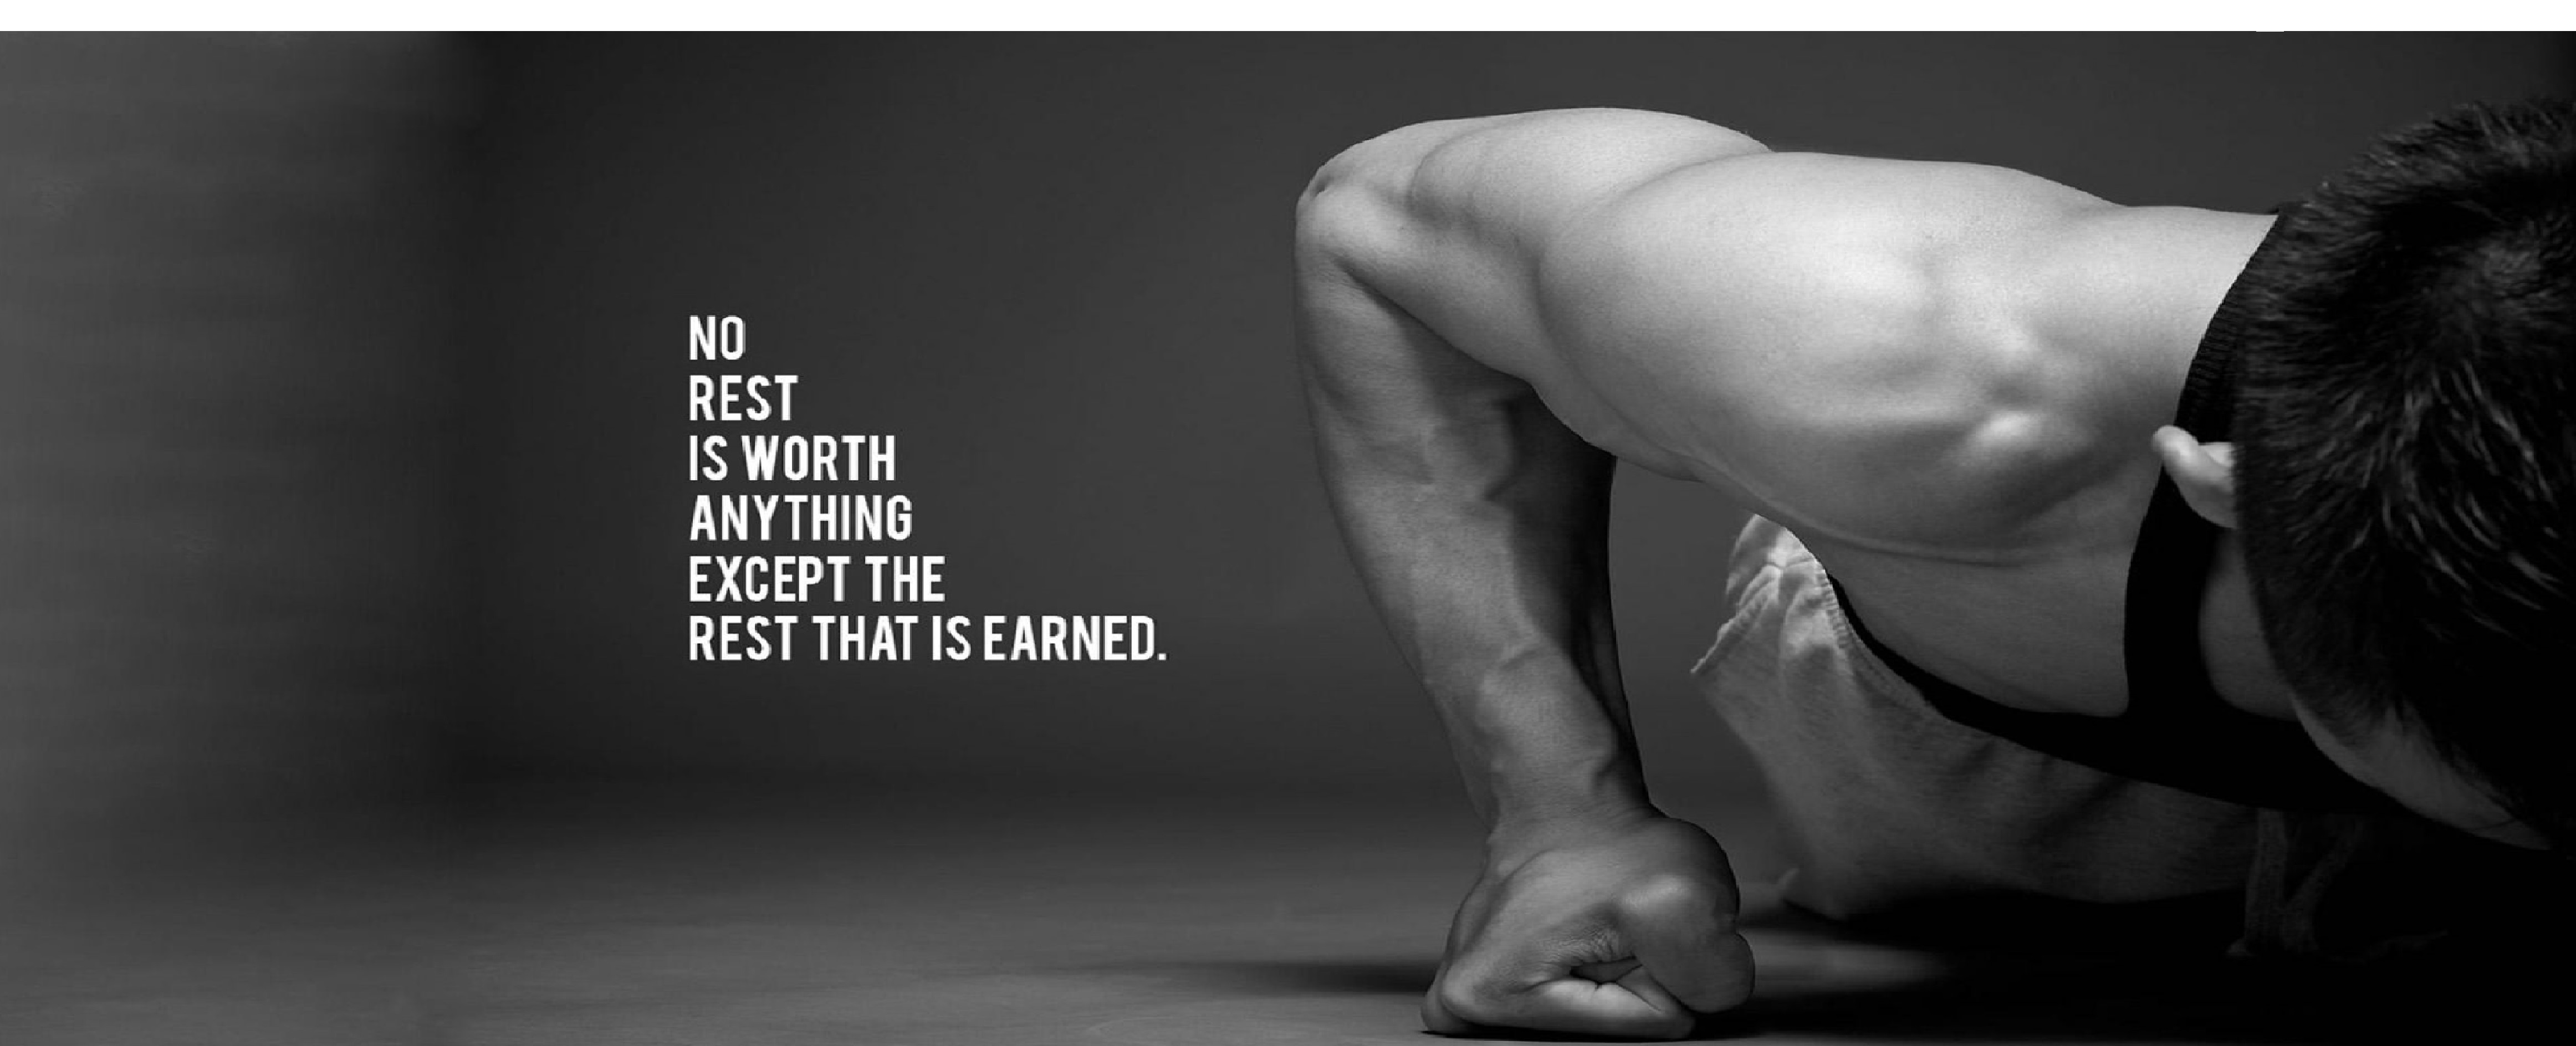 NO
REST
IS WORTH
ANYTHING
EXCEPT THE
REST THAT IS EARNED.